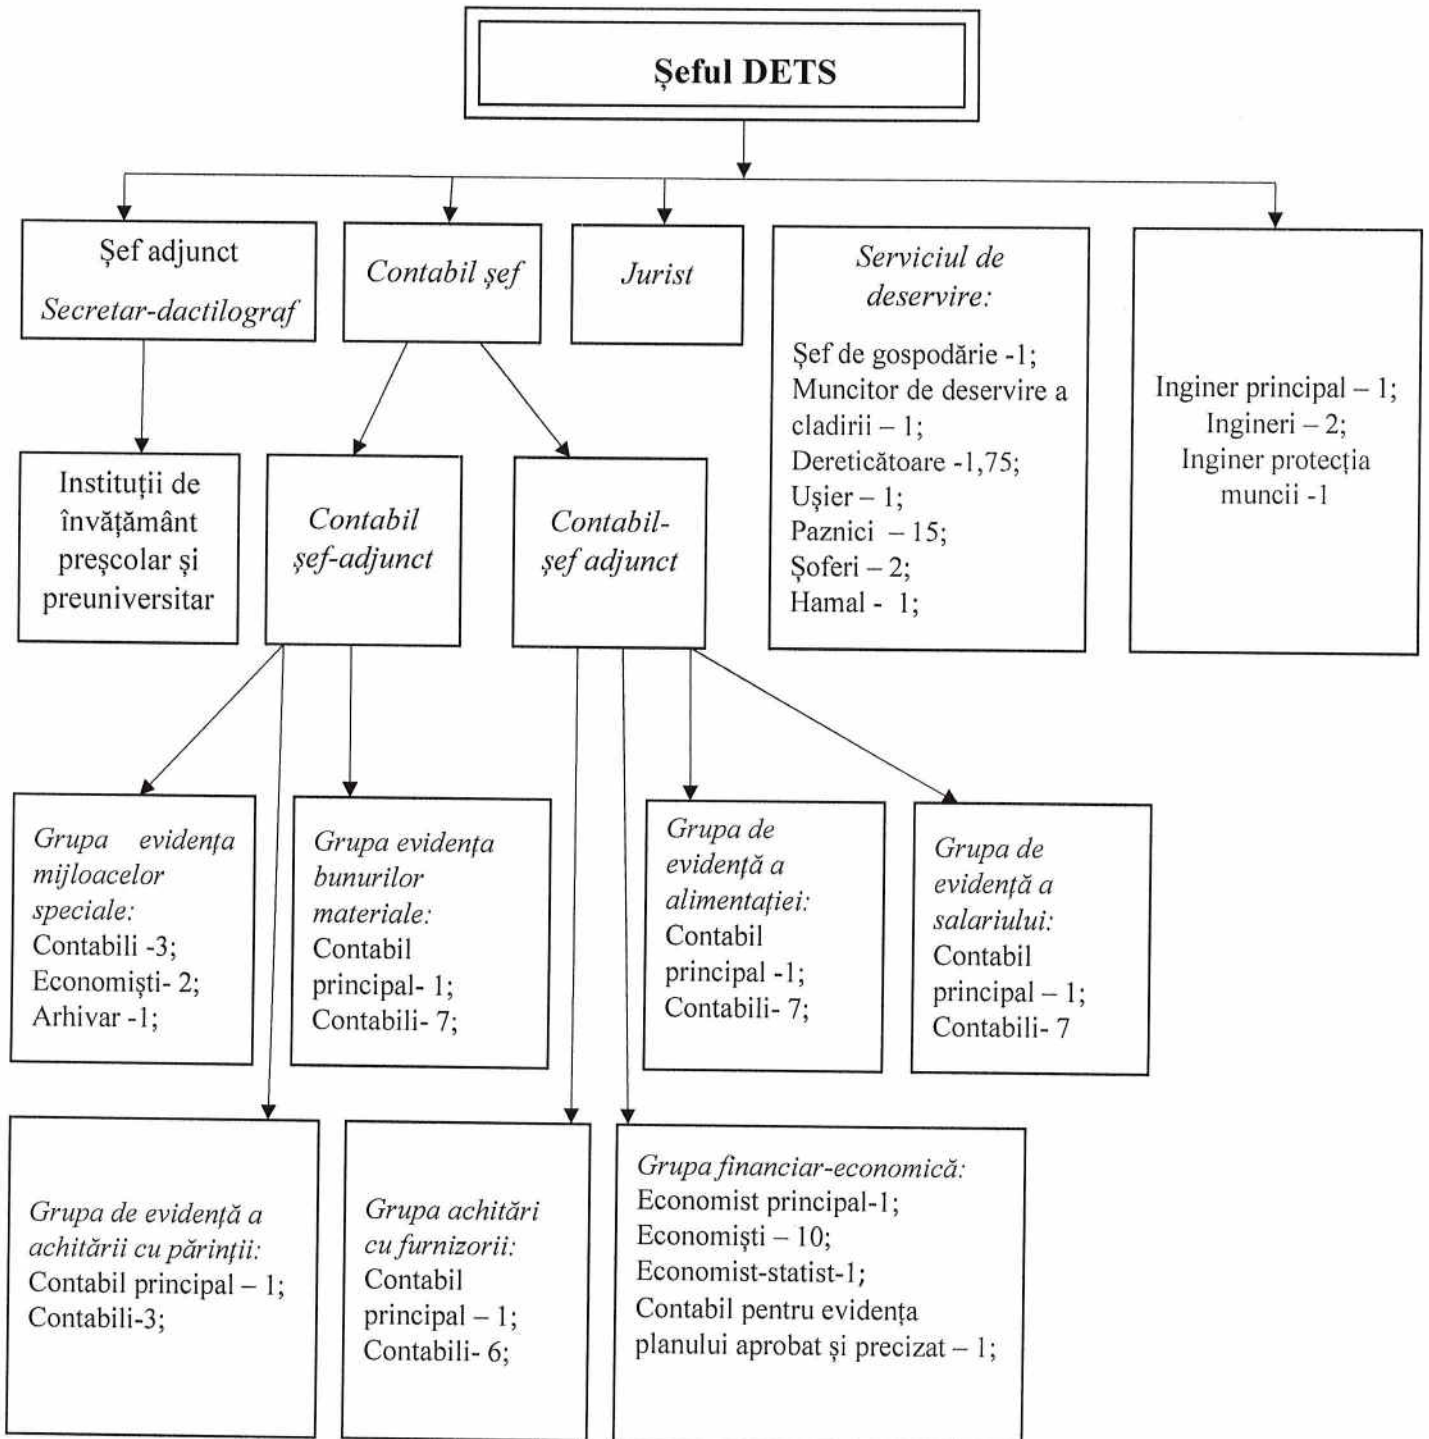 Șeful DETS
Șef adjunct
Secretar-dactilograf
Contabil șef
Jurist
Serviciul de
deservire:
Șef de gospodărie -1;
Muncitor de deservire a
cladirii – 1;
Dereticătoare -1,75;
Ușier – 1;
Paznici – 15;
Șoferi – 2;
Hamal - 1;
Inginer principal – 1;
Ingineri – 2;
Inginer protecția
muncii -1
Instituții de
învățământ
preșcolar și
preuniversitar
Contabil
șef-adjunct
Contabil-
șef adjunct
Grupa evidența
mijloacelor
speciale:
Contabili -3;
Economiști- 2;
Arhivar -1;
Grupa evidența
bunurilor
materiale:
Contabil
principal- 1;
Contabili- 7;
Grupa de
evidență a
alimentației:
Contabil
principal -1;
Contabili- 7;
Grupa de
evidență a
salariului:
Contabil
principal – 1;
Contabili- 7
Grupa de evidență a
achitării cu părinții:
Contabil principal – 1;
Contabili-3;
Grupa achitări
cu furnizorii:
Contabil
principal – 1;
Contabili- 6;
Grupa financiar-economică:
Economist principal-1;
Economiști – 10;
Economist-statist-1;
Contabil pentru evidența
planului aprobat și precizat – 1;